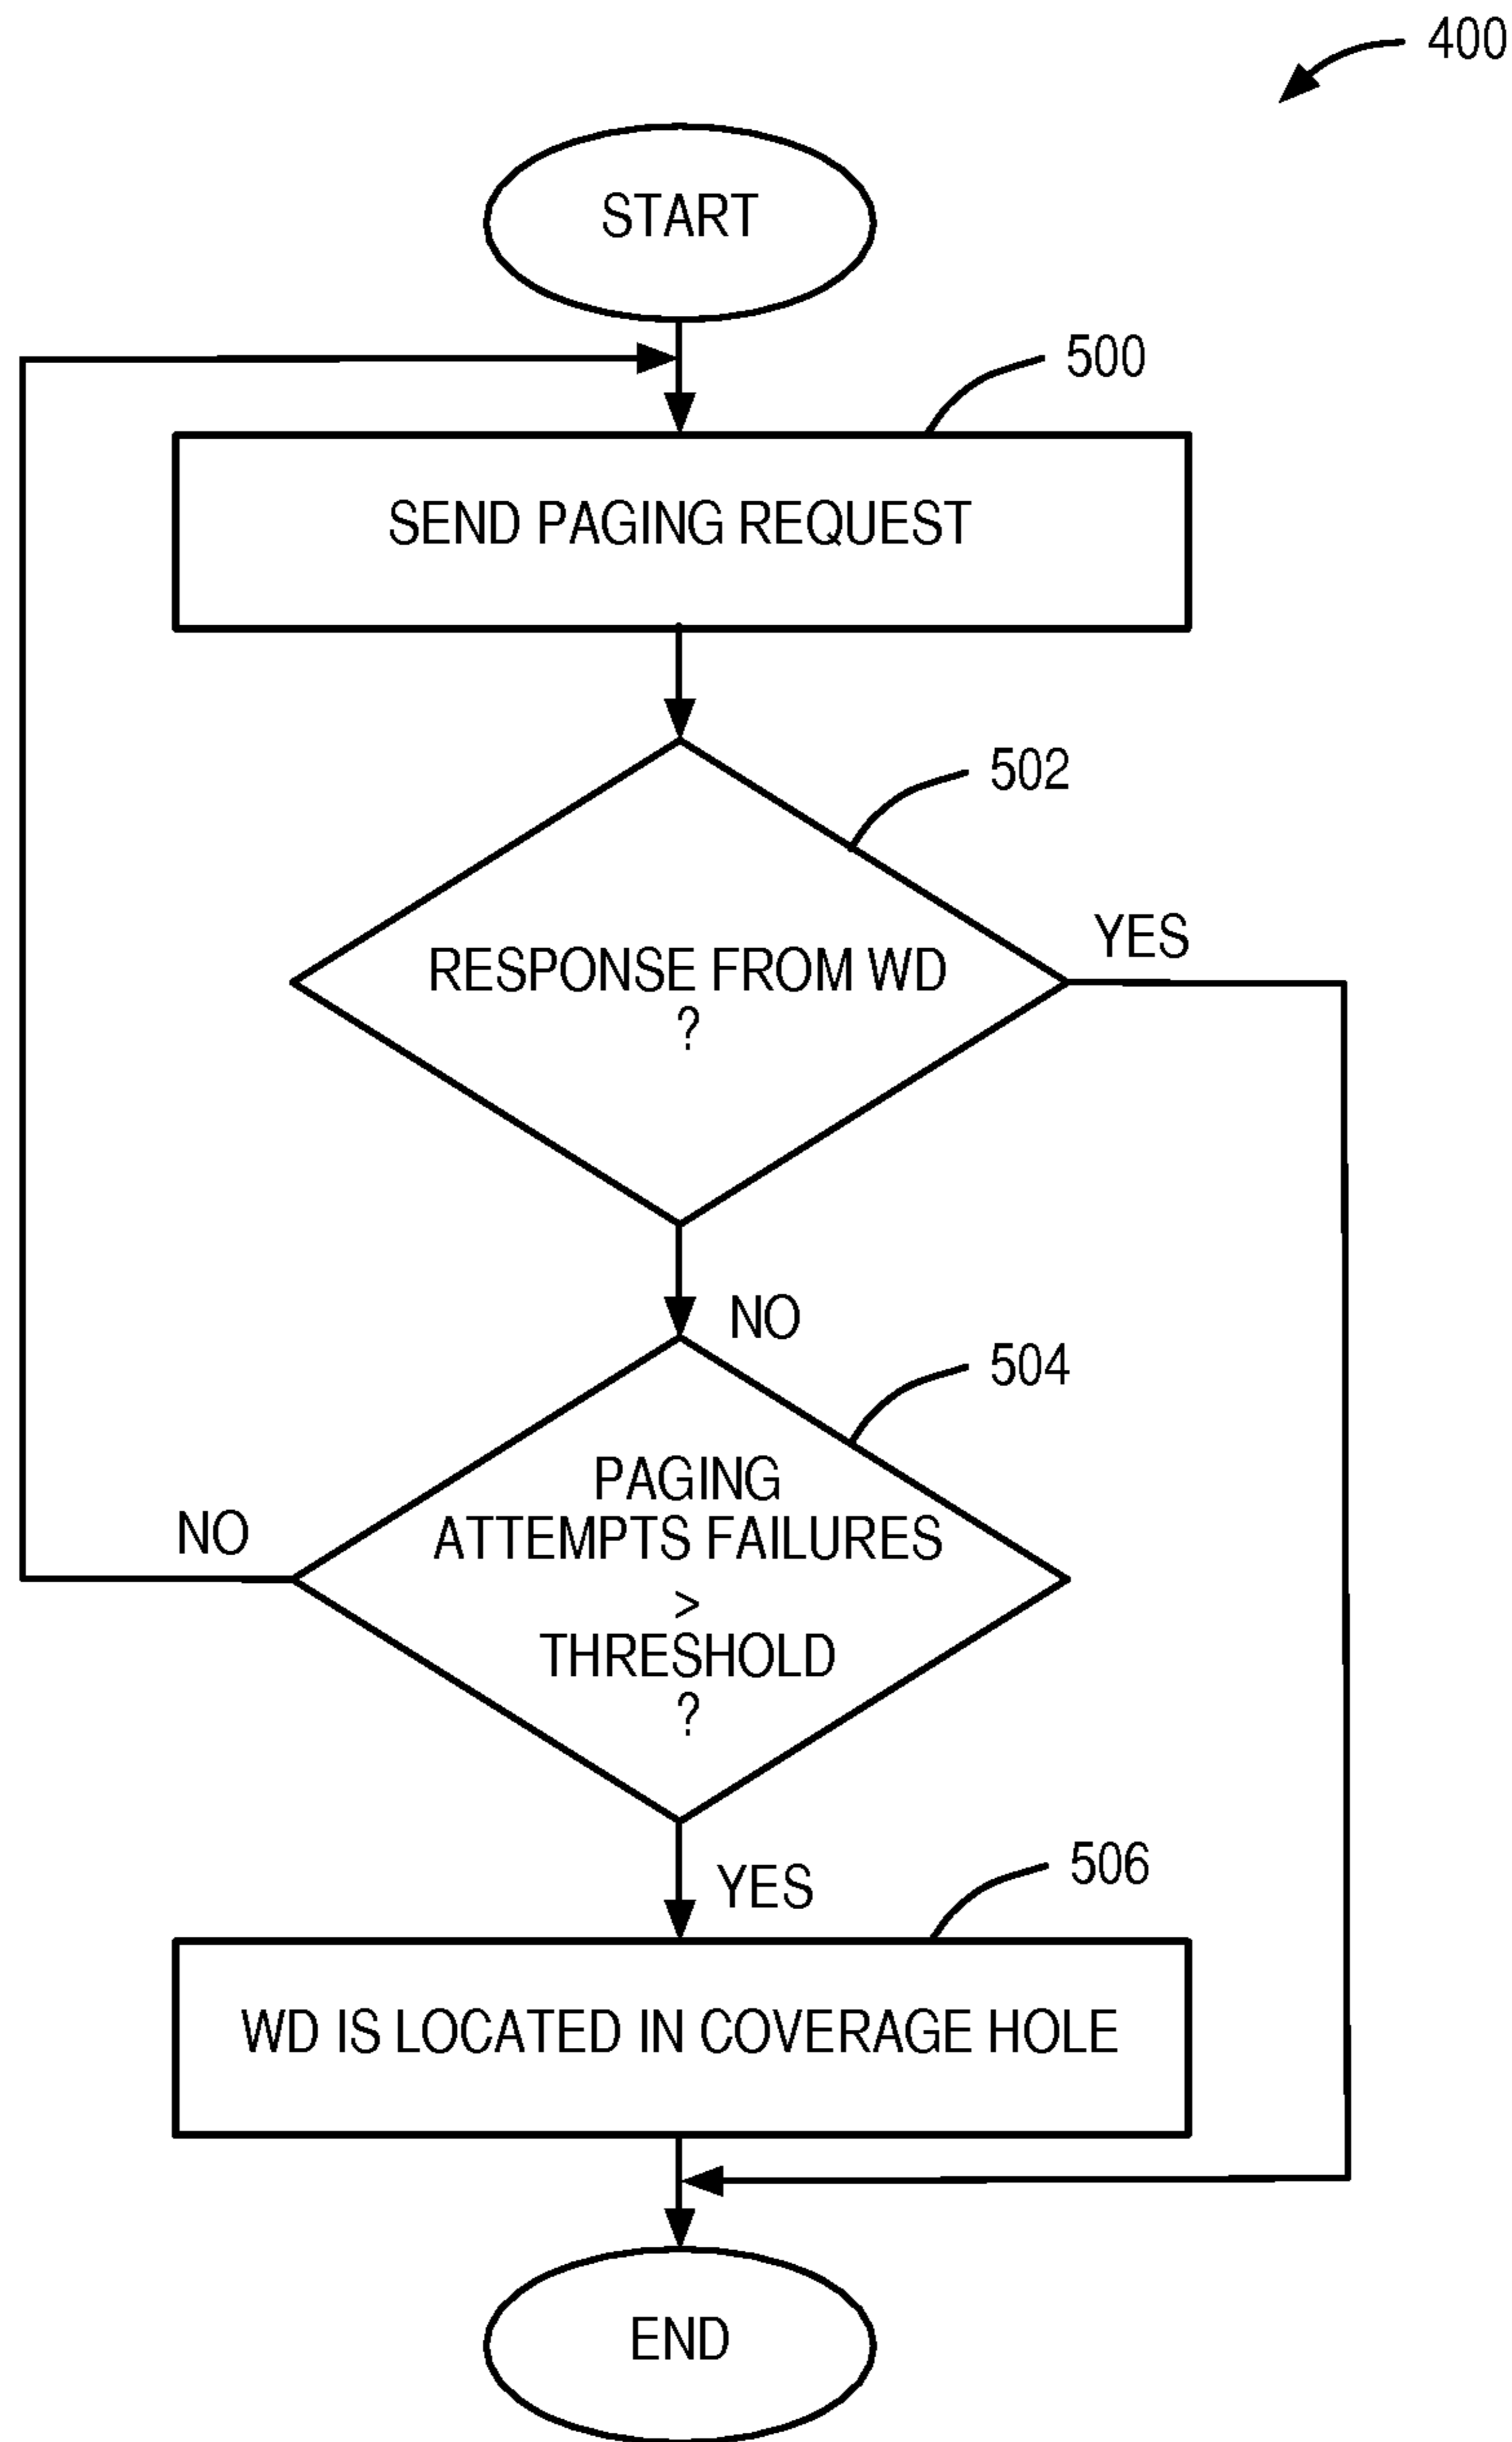 400
START
500
SEND PAGING REQUEST
502
RESPONSE FROM WD
?
YES
NO
504
PAGING
ATTEMPTS FAILURES
>
THRESHOLD
?
NO
YES
506
WD IS LOCATED IN COVERAGE HOLE
END